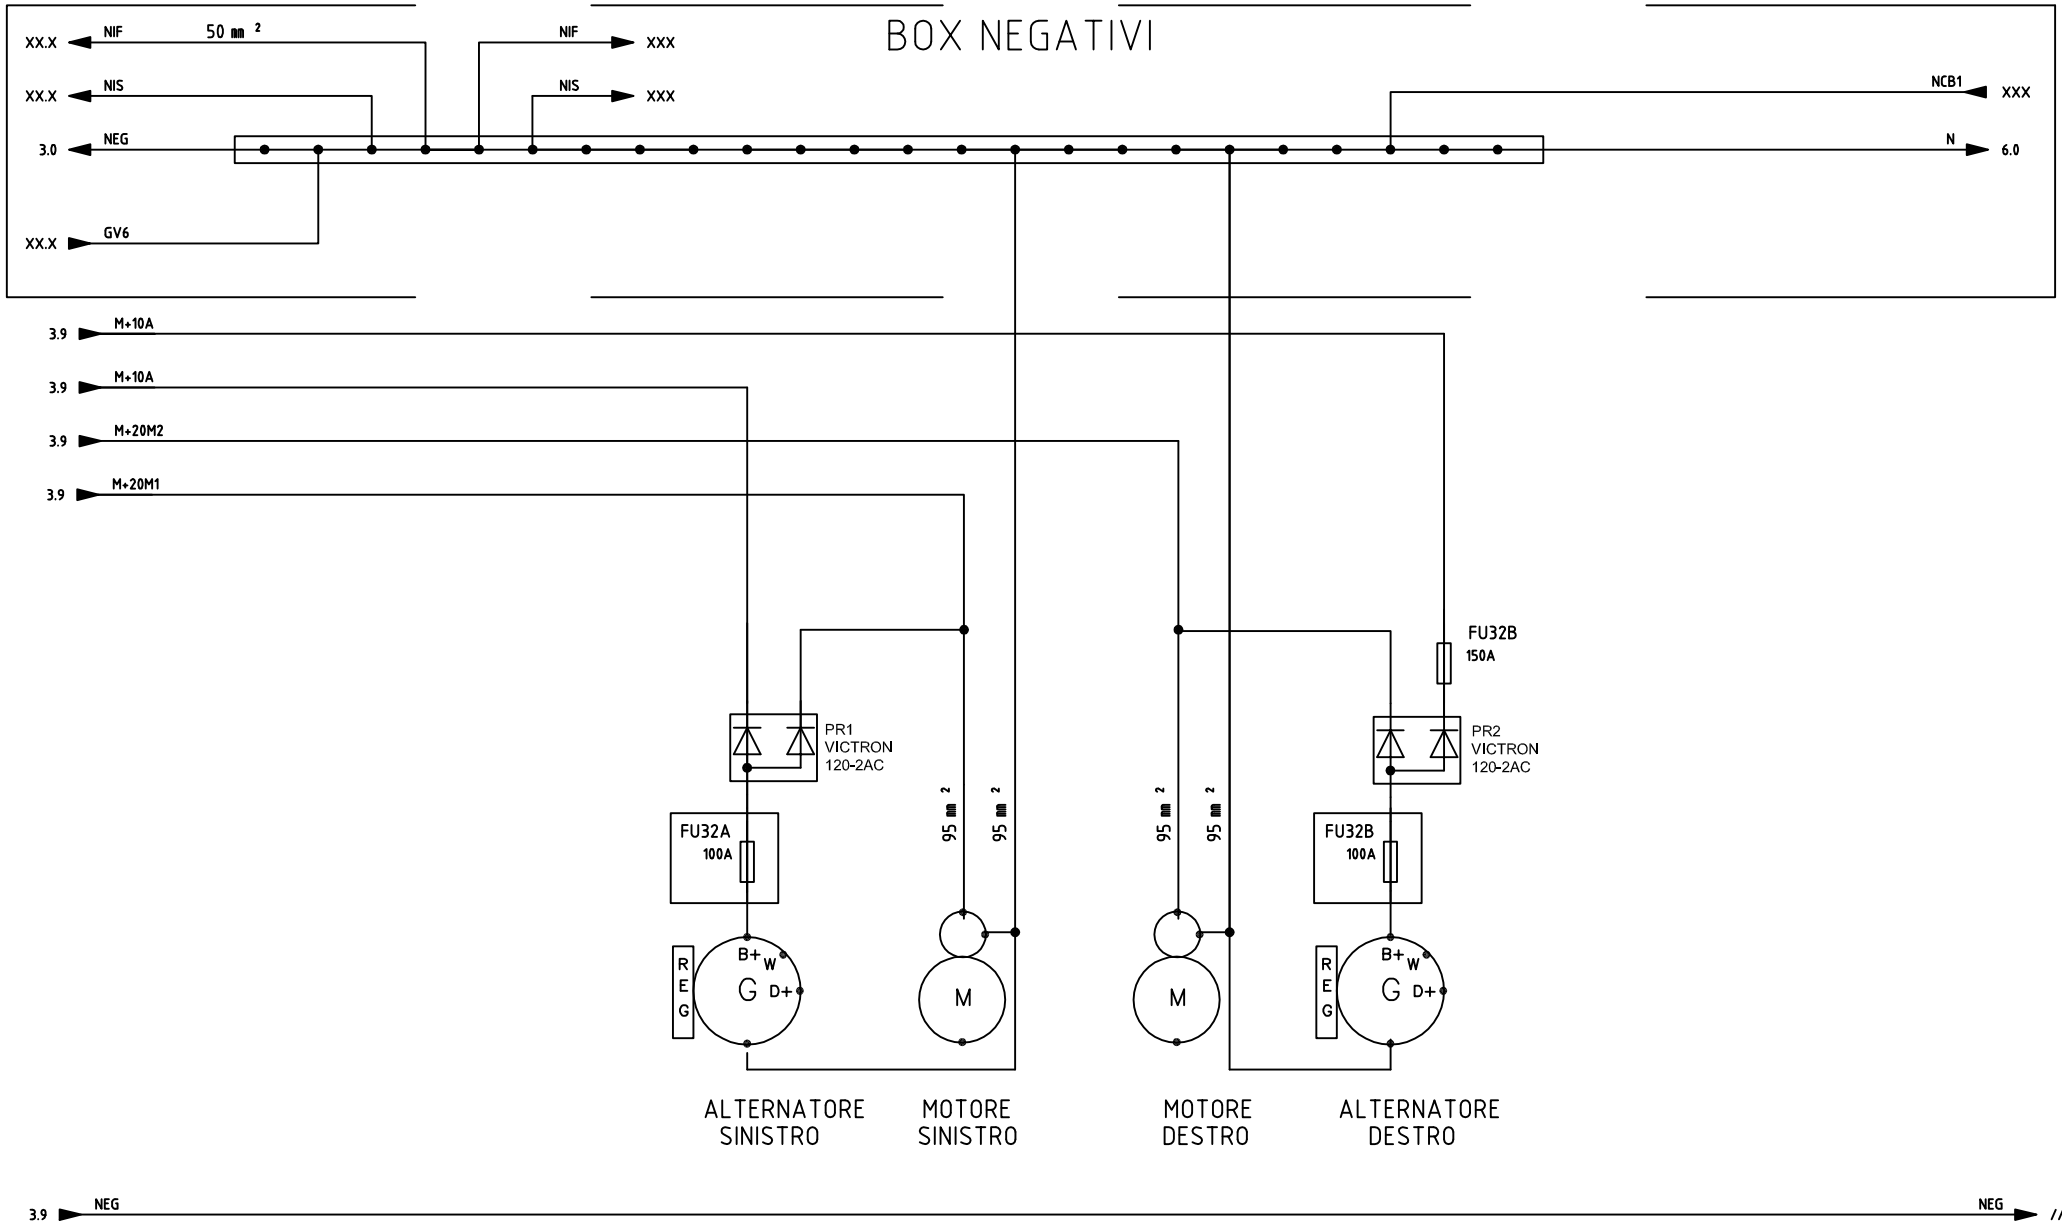 BOX NEGATIVI
XX.X NIF 50 mm ² NIF XXX
XX.X NIS NIS XXX NCB1 XXX
3.0 NEG N 6.0
XX.X GV6
3.9 M+10A
3.9 M+10A
3.9 M+20M2
3.9 M+20M1
FU32B
150A
PR1
VICTRON
120-2AC
PR2
VICTRON
120-2AC
95 mm ²
95 mm ²
95 mm ²
95 mm ²
FU32A
100A
FU32B
100A
REG
B+
W
G D+
M
M
REG
B+
W
G D+
ALTERNATORE
SINISTRO
MOTORE
SINISTRO
MOTORE
DESTRO
ALTERNATORE
DESTRO
3.9 NEG NEG //